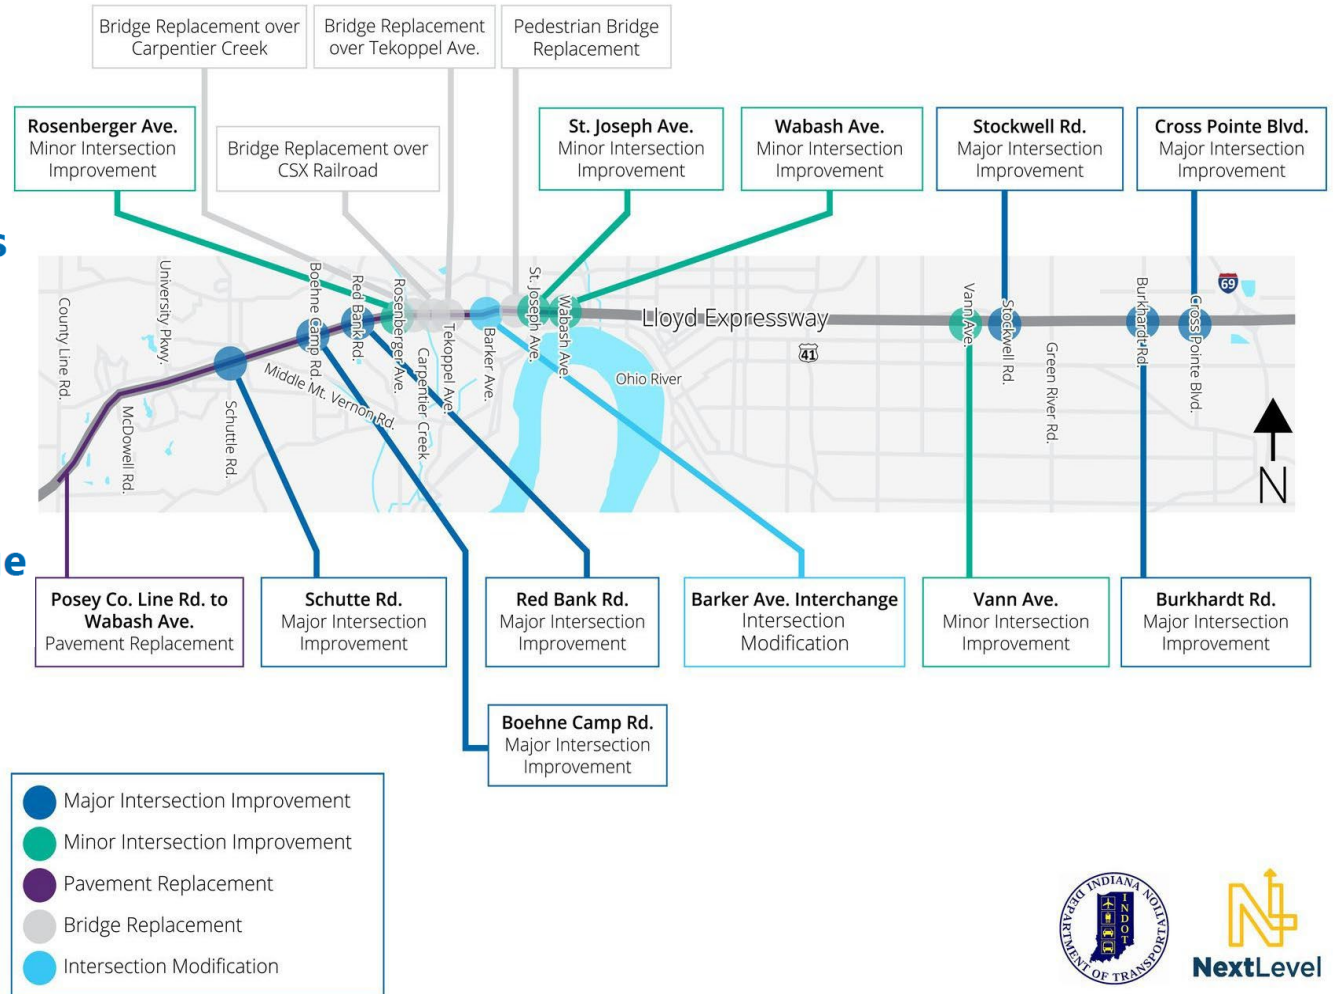 Bridge Replacement over
Carpentier Creek
Bridge Replacement
over Tekoppel Ave.
Pedestrian Bridge
Replacement
Rosenberger Ave.
Minor Intersection
Improvement
Bridge Replacement over
CSX Railroad
St. Joseph Ave.
Minor Intersection
Improvement
Wabash Ave.
Minor Intersection
Improvement
Stockwell Rd.
Major Intersection
Improvement
Cross Pointe Blvd.
Major Intersection
Improvement
s
County Line Rd.
University Pkwy.
McDowell Rd.
Schuttle Rd.
Boehne Camp Rd.
Red Bank Rd.
Middle Mt. Vernon Rd.
Rosenberger Ave.
Carpentier Creek
Tekoppel Ave.
Barker Ave.
St. Joseph Ave.
Wabash Ave.
Ohio River
Lloyd Expressway
41
Vann Ave.
Stockwell Rd.
Green River Rd.
Burkhardt Rd.
Cross Pointe Blvd.
69
N
e
Posey Co. Line Rd. to
Wabash Ave.
Pavement Replacement
Schutte Rd.
Major Intersection
Improvement
Red Bank Rd.
Major Intersection
Improvement
Barker Ave. Interchange
Intersection
Modification
Vann Ave.
Minor Intersection
Improvement
Burkhardt Rd.
Major Intersection
Improvement
Boehne Camp Rd.
Major Intersection
Improvement
Major Intersection Improvement
Minor Intersection Improvement
Pavement Replacement
Bridge Replacement
Intersection Modification
INDIANA
DEPARTMENT OF TRANSPORTATION
INDOT
NextLevel